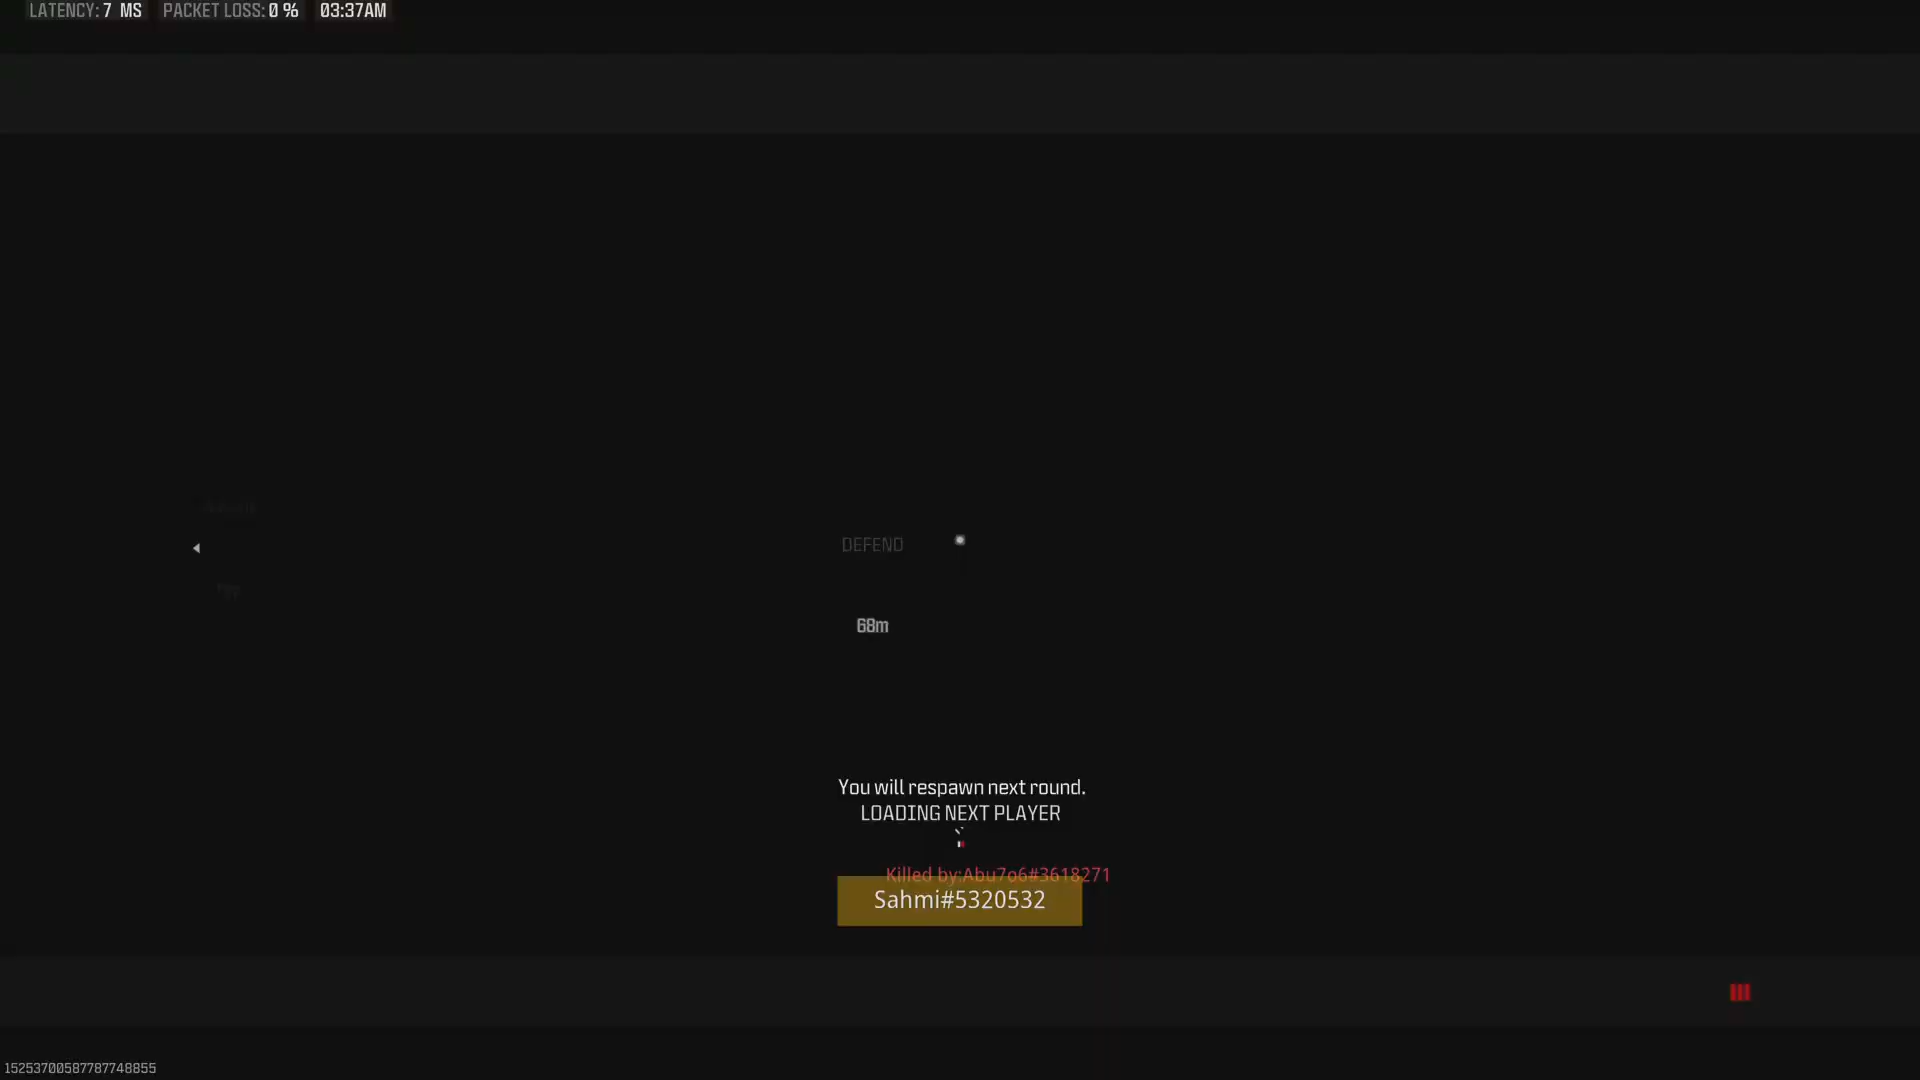 LATENCY: 7 MS PACKET LOSS: 0 % 03:37AM
DEFEND
68m
You will respawn next round.
LOADING NEXT PLAYER
Killed by:Abu7o6#3618271
Sahmi#5320532
15253700587787748855